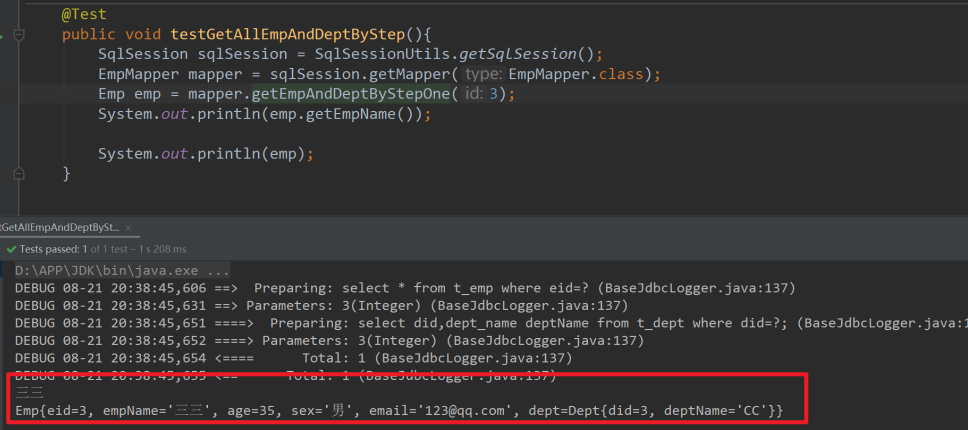 @Test
public void testGetAllEmpAndDeptByStep(){
SqlSession sqlSession = SqlSessionUtils.getSqlSession();
EmpMapper mapper = sqlSession.getMapper( type: EmpMapper.class);
Emp emp = mapper.getEmpAndDeptByStepOne( id: 3);
System.out.println(emp.getEmpName());
System.out.println(emp);
}
tGetAllEmpAndDeptBySt... ×
Tests passed: 1 of 1 test – 1 s 208 ms
D:\APP\JDK\bin\java.exe ...
DEBUG 08-21 20:38:45,606 ==>  Preparing: select * from t_emp where eid=? (BaseJdbcLogger.java:137)
DEBUG 08-21 20:38:45,631 ==> Parameters: 3(Integer) (BaseJdbcLogger.java:137)
DEBUG 08-21 20:38:45,651 ====>  Preparing: select did,dept_name deptName from t_dept where did=?; (BaseJdbcLogger.java:1
DEBUG 08-21 20:38:45,652 ====> Parameters: 3(Integer) (BaseJdbcLogger.java:137)
DEBUG 08-21 20:38:45,654 <====      Total: 1 (BaseJdbcLogger.java:137)
DEBUG 08-21 20:38:45,655 <==      Total: 1 (BaseJdbcLogger.java:137)
三三
Emp{eid=3, empName='三三', age=35, sex='男', email='123@qq.com', dept=Dept{did=3, deptName='CC'}}